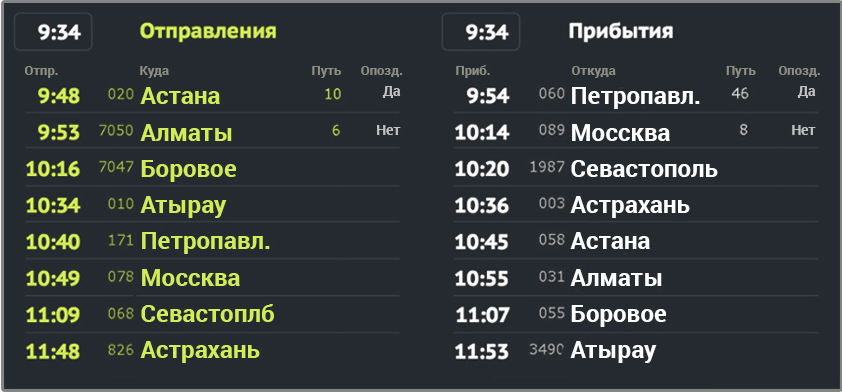 9:34 Отправления
Отпр. Куда Путь Опозд.
9:48 020 Астана 10 Да
9:53 7050 Алматы 6 Нет
10:16 7047 Боровое
10:34 010 Атырау
10:40 171 Петропавл.
10:49 078 Моссква
11:09 068 Севастоплб
11:48 826 Астрахань
9:34 Прибытия
Приб. Откуда Путь Опозд.
9:54 060 Петропавл. 46 Да
10:14 089 Моссква 8 Нет
10:20 1987 Севастополь
10:36 003 Астрахань
10:45 058 Астана
10:55 031 Алматы
11:07 055 Боровое
11:53 3490 Атырау